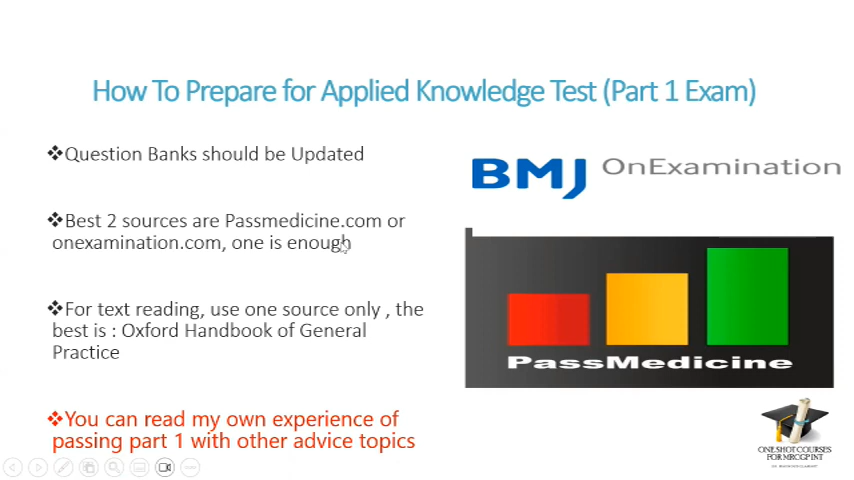 How To Prepare for Applied Knowledge Test (Part 1 Exam)
❖Question Banks should be Updated
❖Best 2 sources are Passmedicine.com or
onexamination.com, one is enough
❖For text reading, use one source only , the
best is : Oxford Handbook of General
Practice
❖You can read my own experience of
passing part 1 with other advice topics
BMJ OnExamination
PassMedicine
ONE SHOT COURSES
FOR MRCGP INT